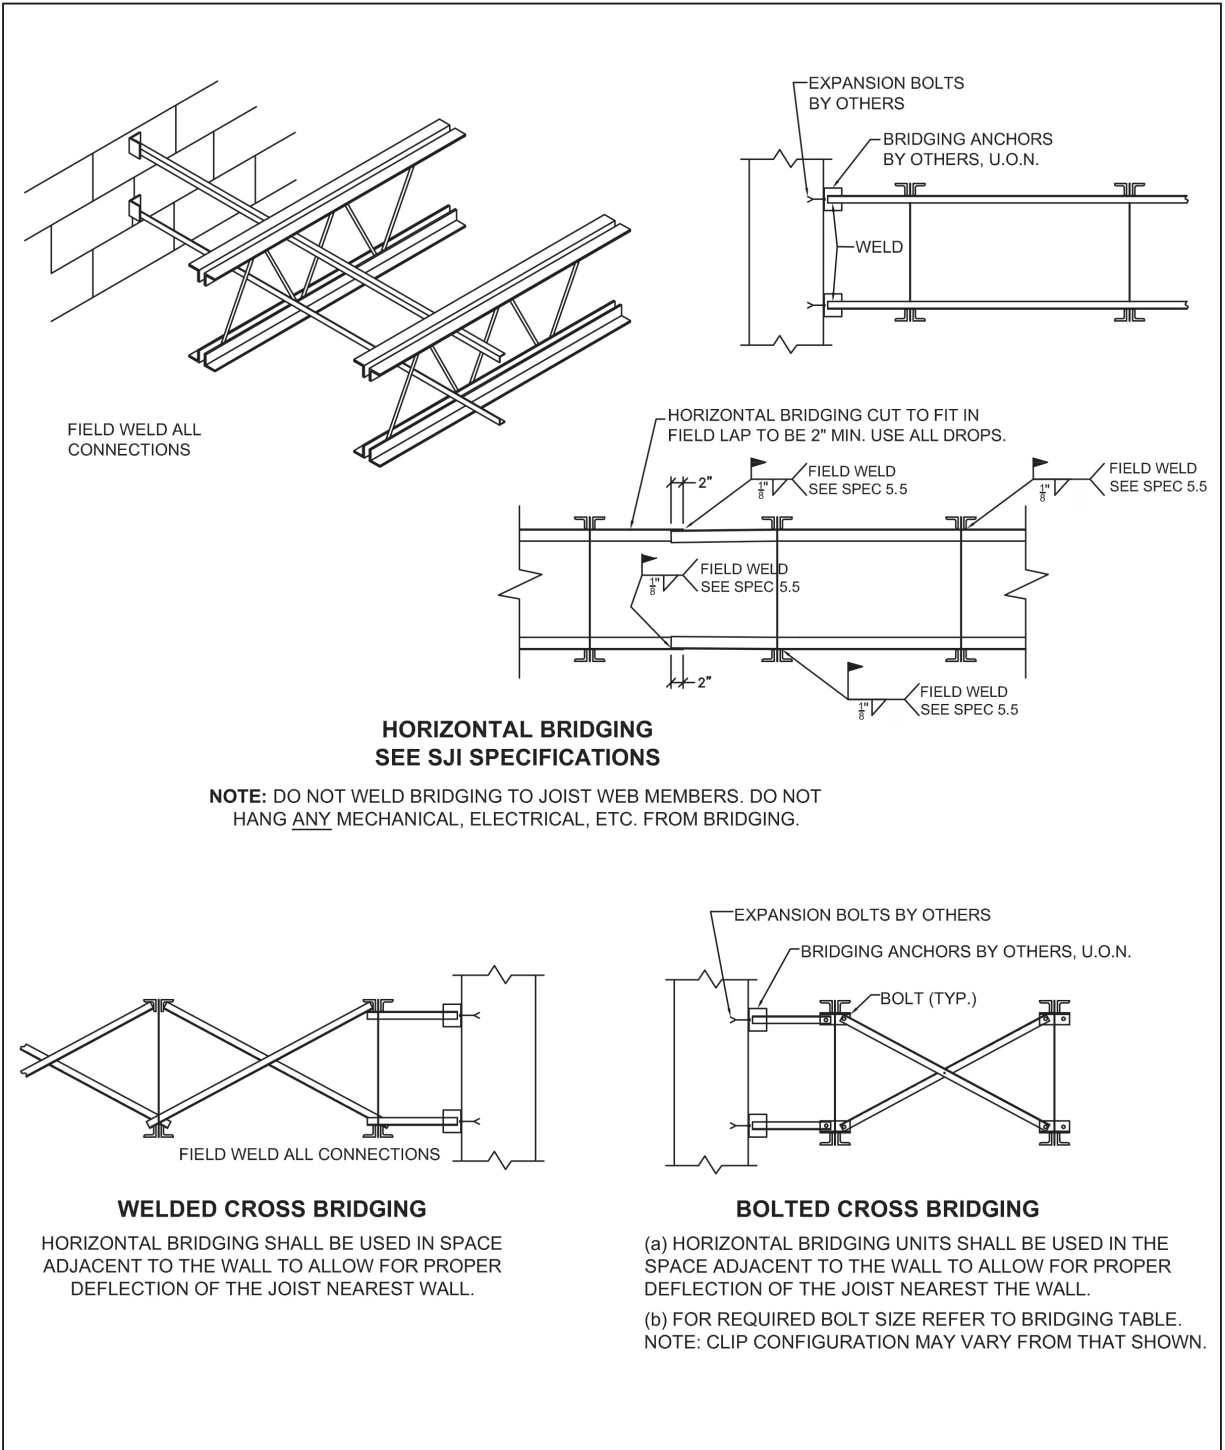 EXPANSION BOLTS
BY OTHERS
BRIDGING ANCHORS
BY OTHERS, U.O.N.
WELD
FIELD WELD ALL
CONNECTIONS
HORIZONTAL BRIDGING CUT TO FIT IN
FIELD LAP TO BE 2" MIN. USE ALL DROPS.
2"
1/8"
FIELD WELD
SEE SPEC 5.5
1/8"
FIELD WELD
SEE SPEC 5.5
1/8"
FIELD WELD
SEE SPEC 5.5
2"
1/8"
FIELD WELD
SEE SPEC 5.5
HORIZONTAL BRIDGING
SEE SJI SPECIFICATIONS
NOTE: DO NOT WELD BRIDGING TO JOIST WEB MEMBERS. DO NOT
HANG ANY MECHANICAL, ELECTRICAL, ETC. FROM BRIDGING.
FIELD WELD ALL CONNECTIONS
WELDED CROSS BRIDGING
HORIZONTAL BRIDGING SHALL BE USED IN SPACE
ADJACENT TO THE WALL TO ALLOW FOR PROPER
DEFLECTION OF THE JOIST NEAREST WALL.
EXPANSION BOLTS BY OTHERS
BRIDGING ANCHORS BY OTHERS, U.O.N.
BOLT (TYP.)
BOLTED CROSS BRIDGING
(a) HORIZONTAL BRIDGING UNITS SHALL BE USED IN THE
SPACE ADJACENT TO THE WALL TO ALLOW FOR PROPER
DEFLECTION OF THE JOIST NEAREST THE WALL.
(b) FOR REQUIRED BOLT SIZE REFER TO BRIDGING TABLE.
NOTE: CLIP CONFIGURATION MAY VARY FROM THAT SHOWN.